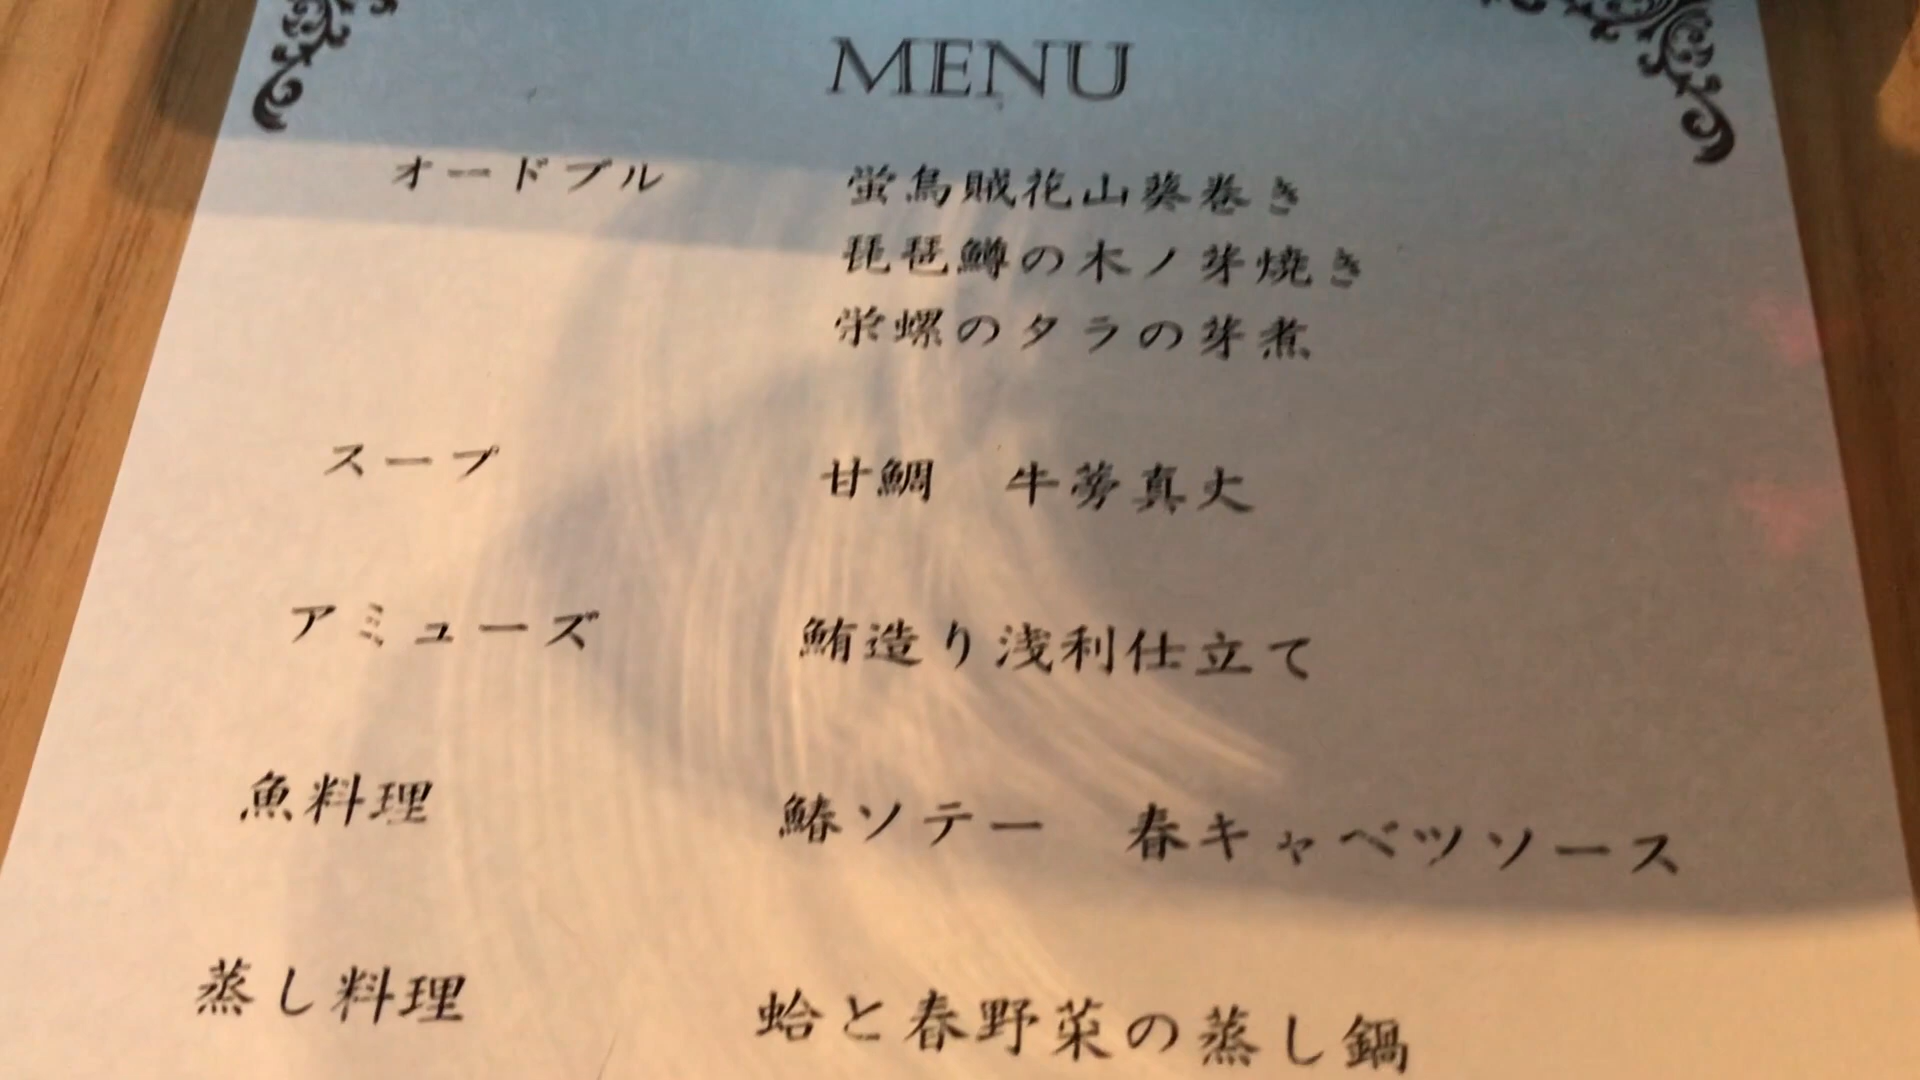 MENU
オードブル 蛍烏賊花山葵巻き
琵琶鱒の木ノ芽焼き
栄螺のタラの芽煮
スープ 甘鯛 牛蒡真丈
アミューズ 鮪造り浅利仕立て
魚料理 鰆ソテー 春キャベツソース
蒸し料理 蛤と春野菜の蒸し鍋